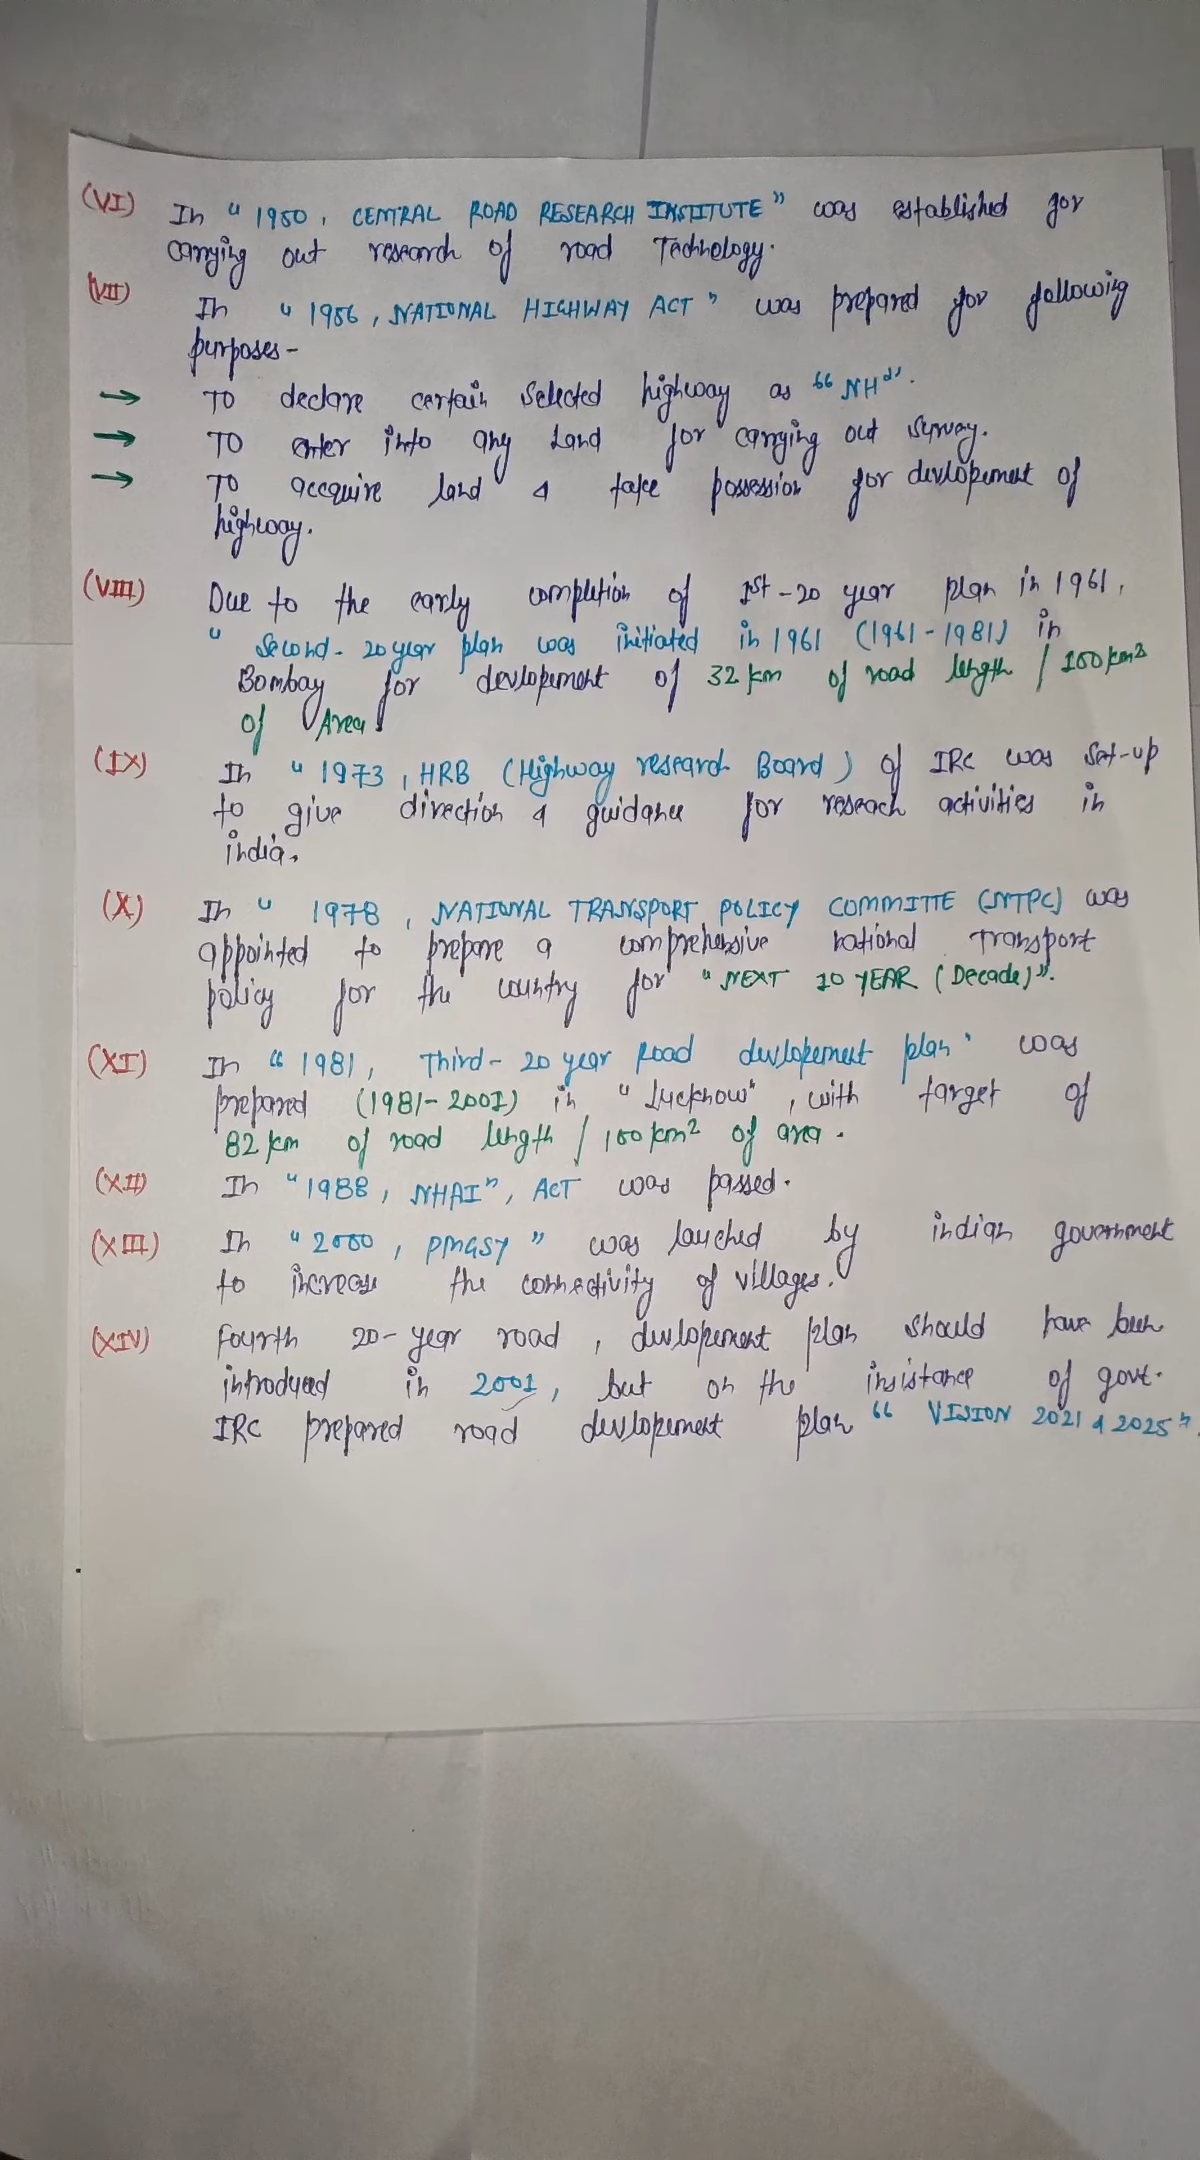 (VI) In "1950, CENTRAL ROAD RESEARCH INSTITUTE" was established for
carrying out research of road Technology.
(VII) In "1956, NATIONAL HIGHWAY ACT" was prepared for following
purposes-
→ TO declare certain Selected highway as "NH".
→ TO enter into any Land for carrying out survay.
→ TO accquire land & take possession for devlopement of
highway.
(VIII) Due to the early completion of Ist-20 year plan in 1961,
"Second-20 year plan was initiated in 1961 (1961-1981) in
Bombay for devlopement of 32 km of road length / 100 km²
of Area.
(IX) In "1973, HRB (Highway research Board) of IRC was set-up
to give direction & guidance for reseach activities in
india.
(X) In "1978, NATIONAL TRANSPORT POLICY COMMITTE (NTPC) was
appointed to prepare a comprehensive national Transport
policy for the country for "NEXT 10 YEAR (Decade)".
(XI) In "1981, Third-20 year Road devlopement plan" was
prepared (1981-2001) in "Lucknow", with target of
82 km of road length / 100 km² of area.
(XII) In "1988, NHAI", ACT was passed.
(XIII) In "2000, PMGSY" was lauched by indian government
to increase the connectivity of villages.
(XIV) Fourth 20-year road, devlopement plan should have been
introduced in 2001, but on the insistance of govt.
IRC prepared road devlopement plan "VISION 2021 & 2025".